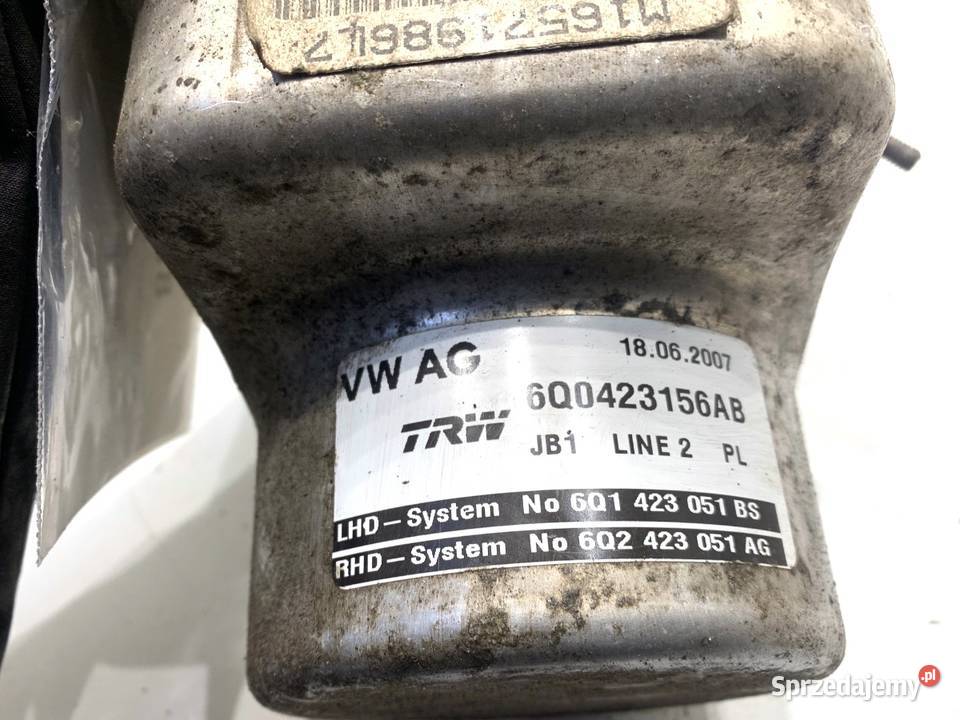 M1657198647
VW AG 18.06.2007
6Q0423156AB
TRW JB1 LINE 2 PL
LHD-System No 6Q1 423 051 BS
RHD-System No 6Q2 423 051 AG
Sprzedajemy.pl